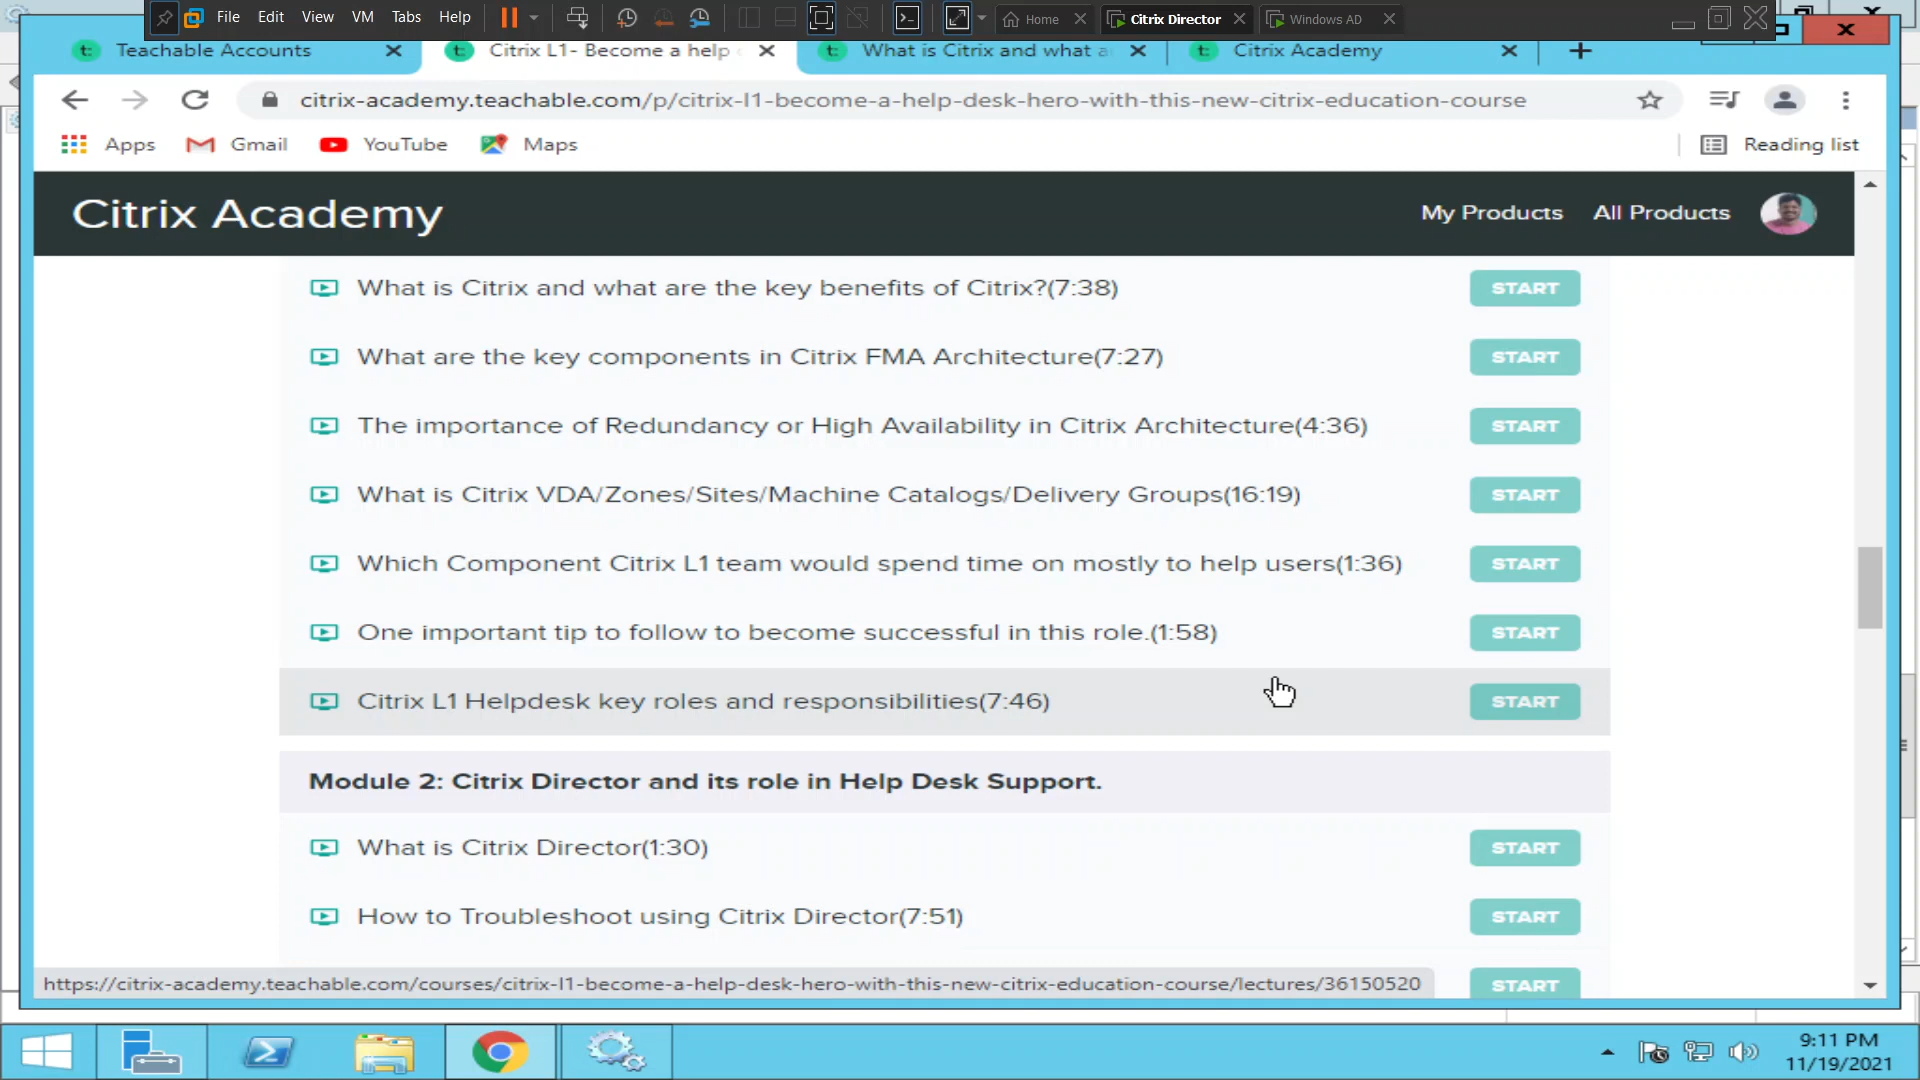 File Edit View VM Tabs Help Home Citrix Director Windows AD
Teachable Accounts Citrix L1- Become a help What is Citrix and what a Citrix Academy
citrix-academy.teachable.com/p/citrix-l1-become-a-help-desk-hero-with-this-new-citrix-education-course
Apps Gmail YouTube Maps Reading list
Citrix Academy My Products All Products
What is Citrix and what are the key benefits of Citrix?(7:38) START
What are the key components in Citrix FMA Architecture(7:27) START
The importance of Redundancy or High Availability in Citrix Architecture(4:36) START
What is Citrix VDA/Zones/Sites/Machine Catalogs/Delivery Groups(16:19) START
Which Component Citrix L1 team would spend time on mostly to help users(1:36) START
One important tip to follow to become successful in this role.(1:58) START
Citrix L1 Helpdesk key roles and responsibilities(7:46) START
Module 2: Citrix Director and its role in Help Desk Support.
What is Citrix Director(1:30) START
How to Troubleshoot using Citrix Director(7:51) START
https://citrix-academy.teachable.com/courses/citrix-l1-become-a-help-desk-hero-with-this-new-citrix-education-course/lectures/36150520 START
9:11 PM
11/19/2021